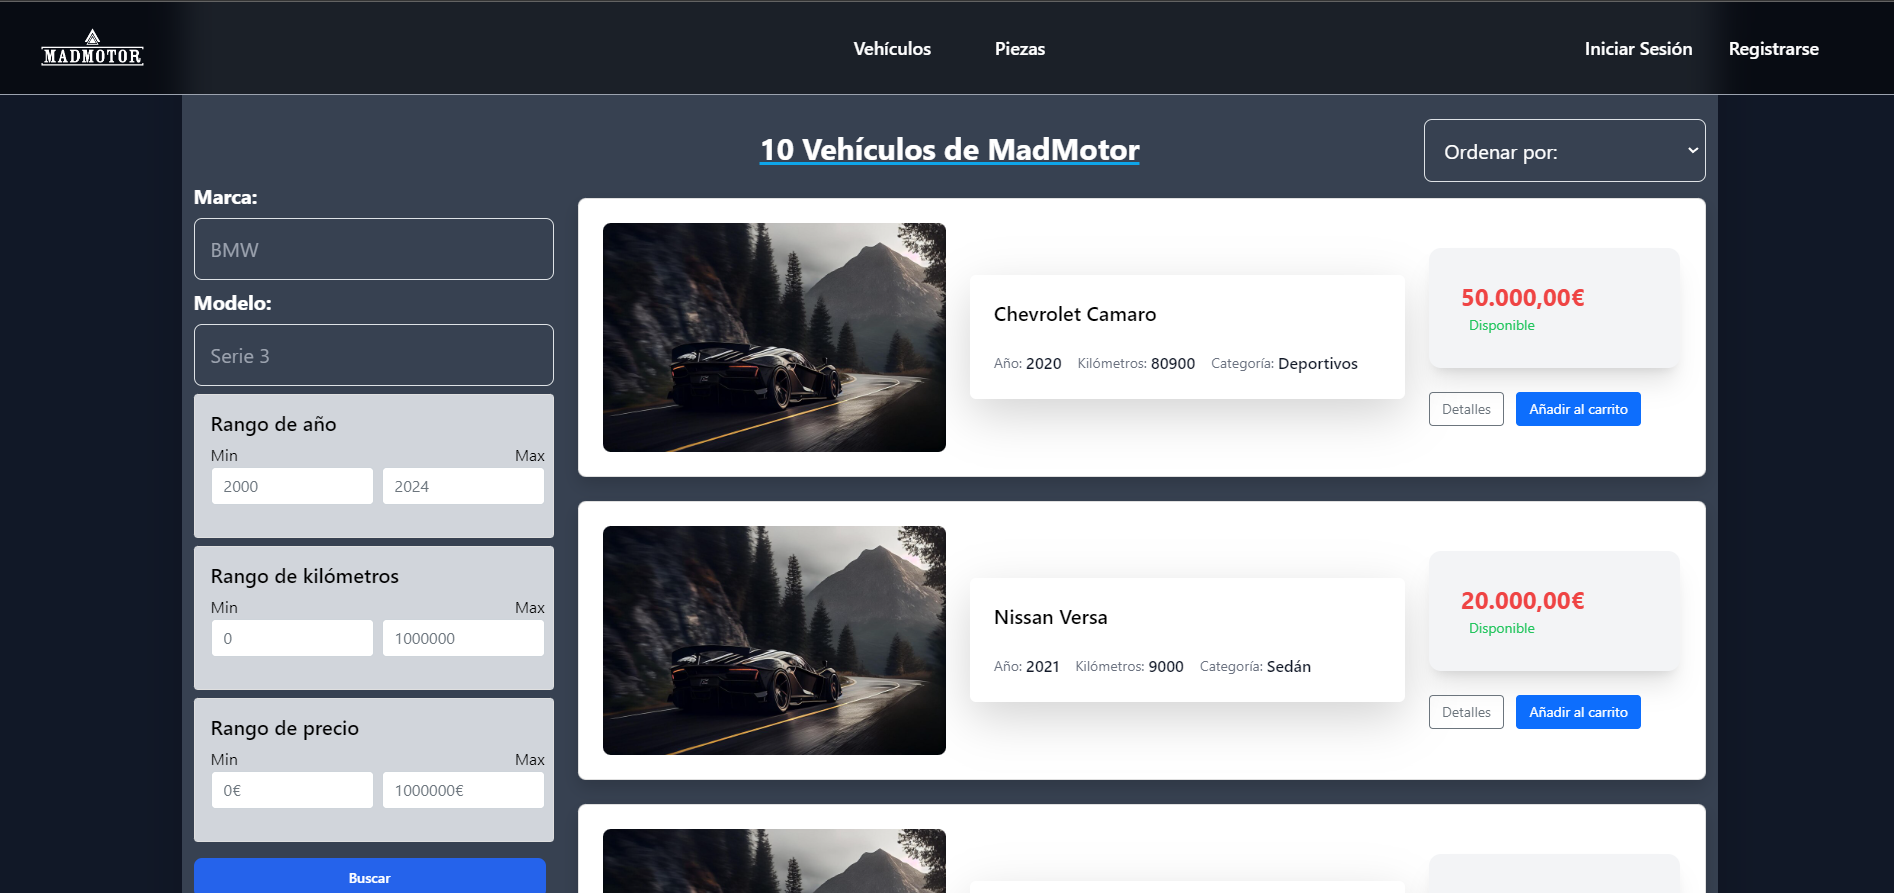 MADMOTOR
Vehículos
Piezas
Iniciar Sesión
Registrarse
10 Vehículos de MadMotor
Ordenar por:
Marca:
BMW
Modelo:
Serie 3
Rango de año
Min Max
2000 2024
Rango de kilómetros
Min Max
0 1000000
Rango de precio
Min Max
0€ 1000000€
Buscar
Chevrolet Camaro
Año: 2020 Kilómetros: 80900 Categoría: Deportivos
50.000,00€
Disponible
Detalles
Añadir al carrito
Nissan Versa
Año: 2021 Kilómetros: 9000 Categoría: Sedán
20.000,00€
Disponible
Detalles
Añadir al carrito